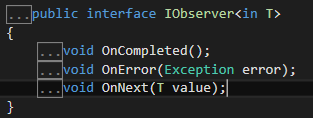 ...public interface IObserver<in T>
{
...void OnCompleted();
...void OnError(Exception error);
...void OnNext(T value);
}